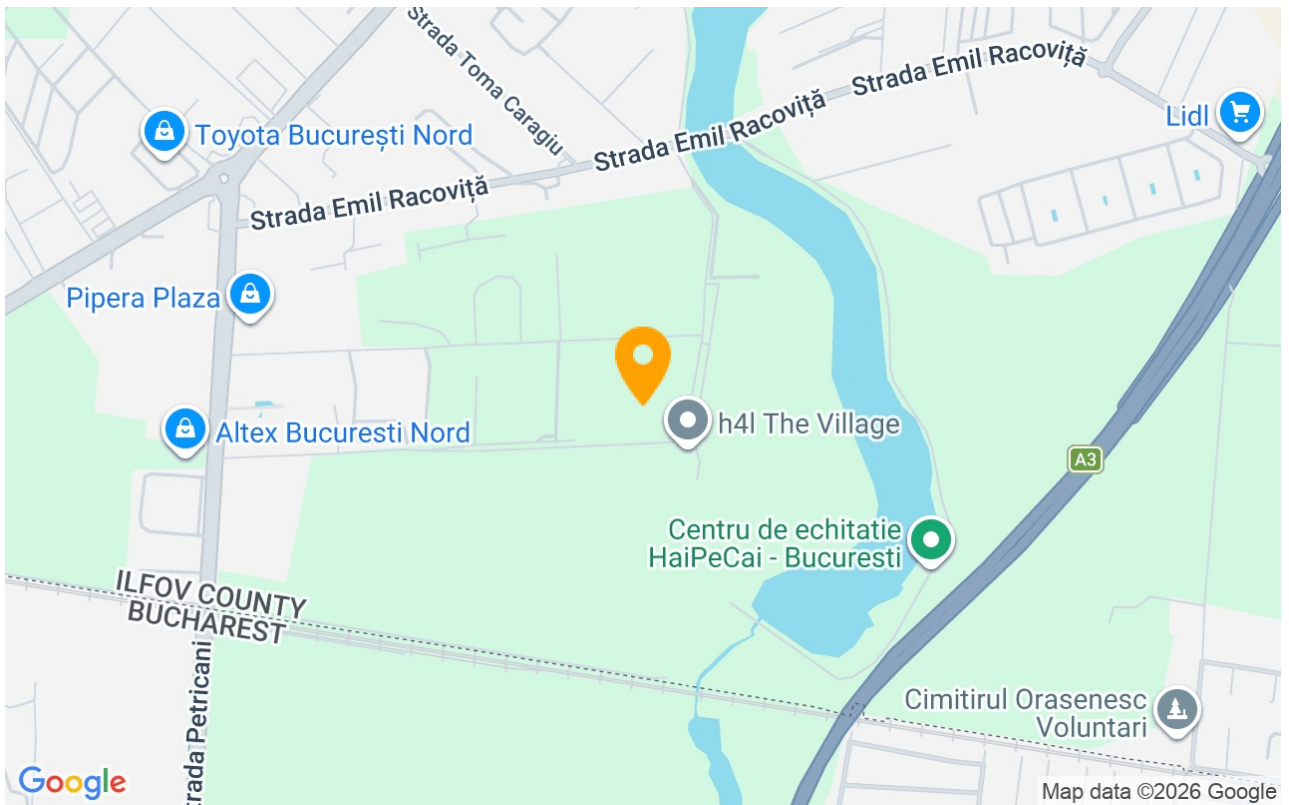 Strada Toma Caragiu
Strada Emil Racoviță
Strada Emil Racoviță
Strada Emil Racoviță
Toyota București Nord
Lidl
Pipera Plaza
h4l The Village
Altex Bucuresti Nord
A3
Centru de echitatie
HaiPeCai - Bucuresti
ILFOV COUNTY
BUCHAREST
trada Petricani
Cimitirul Orasenesc
Voluntari
Google
Map data ©2026 Google